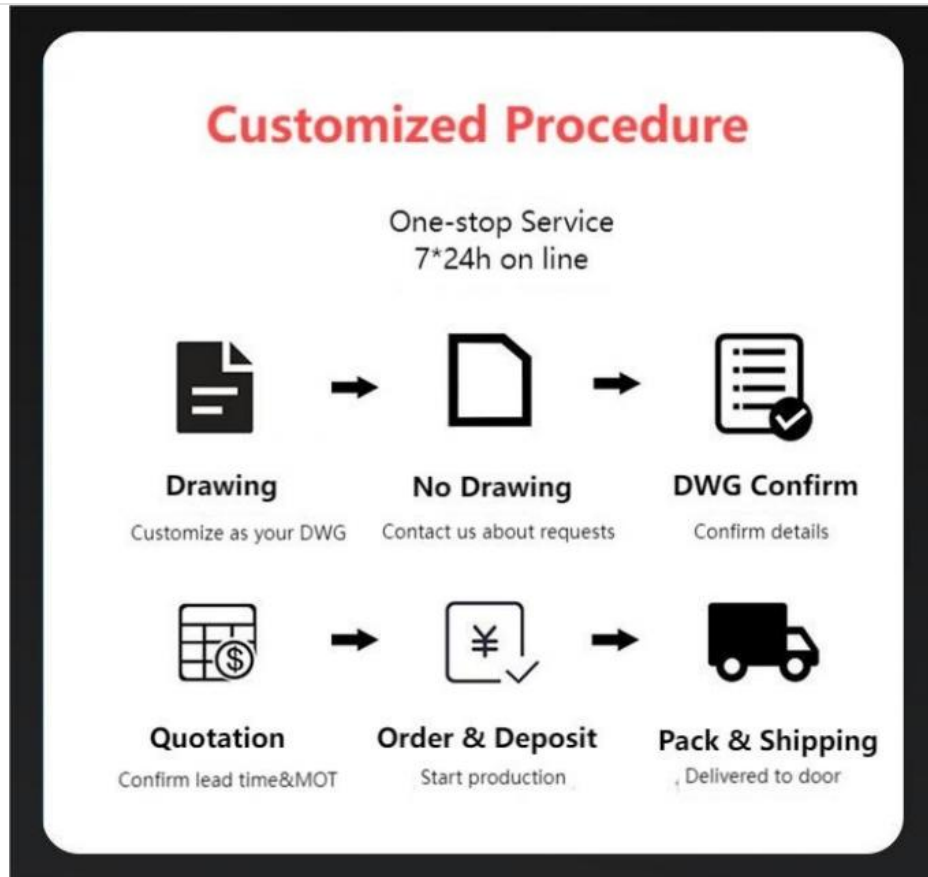 Customized Procedure
One-stop Service
7*24h on line
Drawing
No Drawing
DWG Confirm
Customize as your DWG
Contact us about requests
Confirm details
$
¥
Quotation
Order & Deposit
Pack & Shipping
Confirm lead time&MOT
Start production
Delivered to door